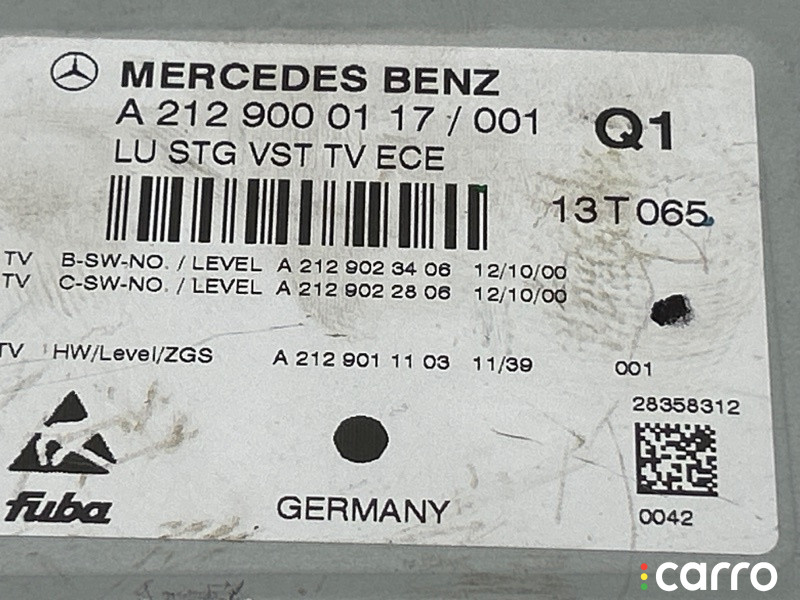 MERCEDES BENZ
A 212 900 01 17 / 001
Q1
LU STG VST TV ECE
13T065
TV B-SW-NO. / LEVEL A 212 902 34 06 12/10/00
TV C-SW-NO. / LEVEL A 212 902 28 06 12/10/00
TV HW/Level/ZGS A 212 901 11 03 11/39 001
28358312
fuba
GERMANY
0042
carro